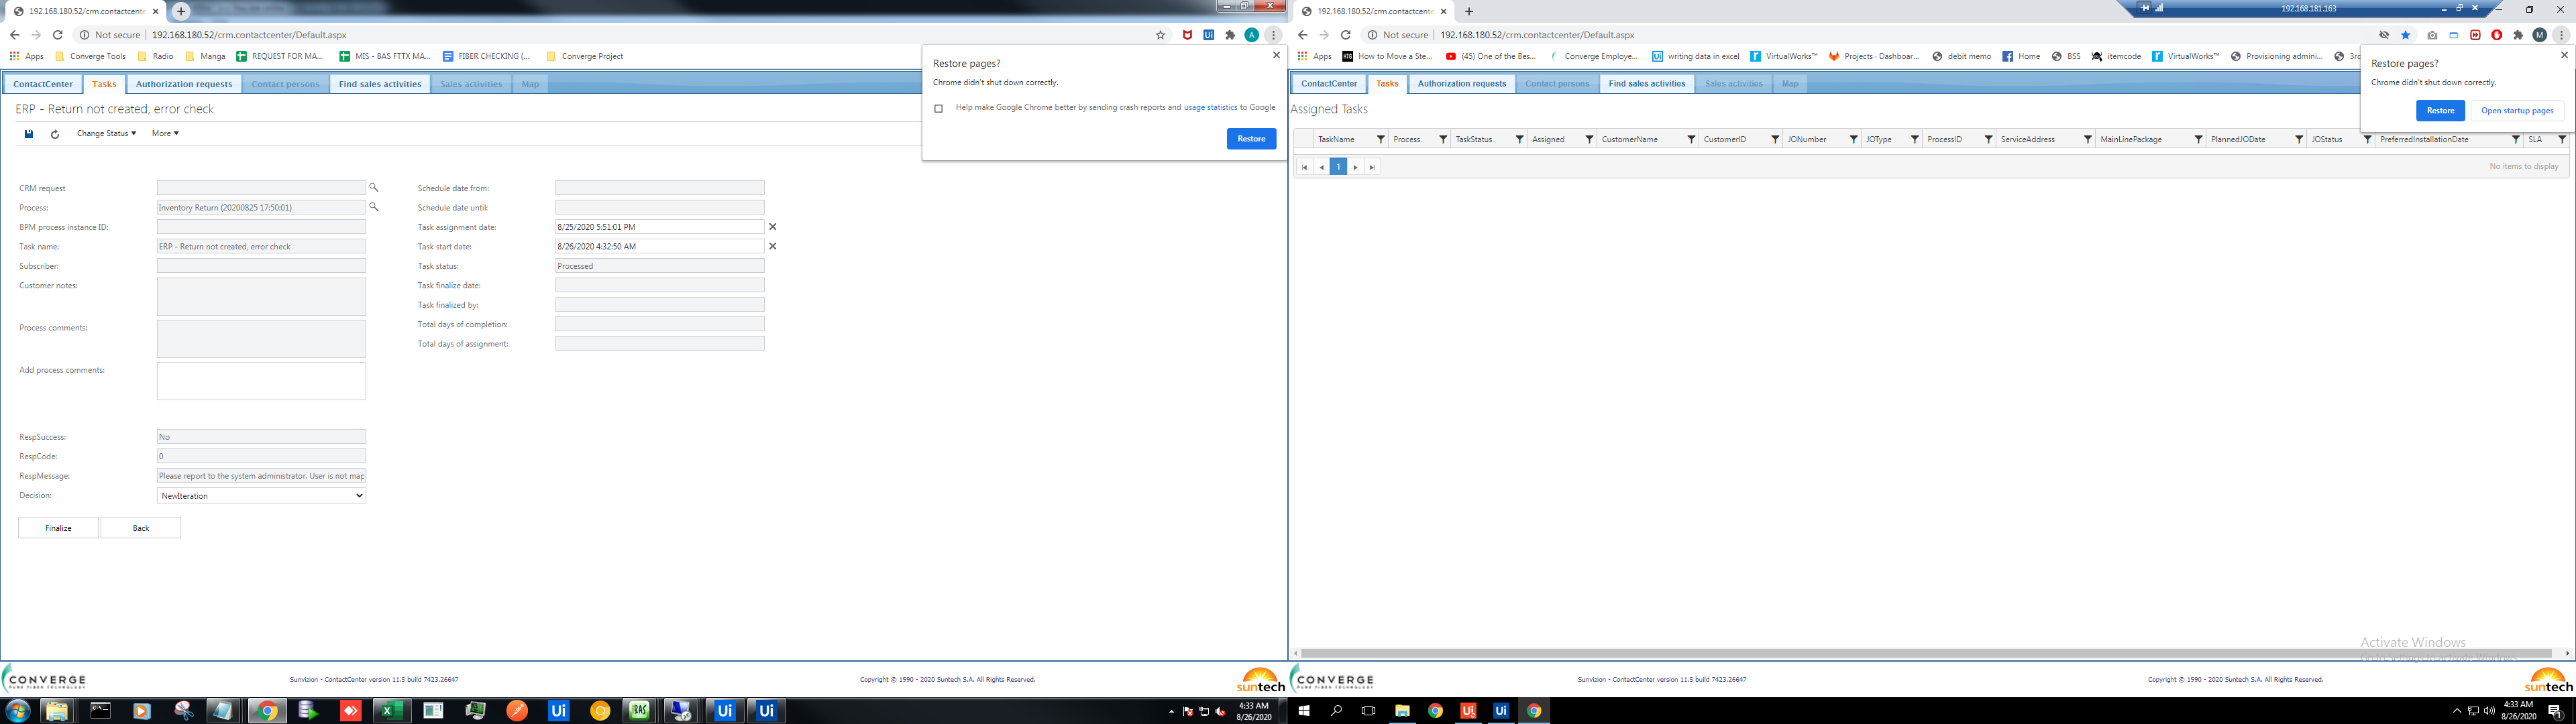 192.168.180.52/crm.contactcente
Not secure
192.168.180.52/crm.contactcenter/Default.aspx
Apps
Converge Tools
Radio
Manga
REQUEST FOR MA...
MIS - BAS FTTX MA...
FIBER CHECKING (...
Converge Project
ContactCenter
Tasks
Authorization requests
Contact persons
Find sales activities
Sales activities
Map
ERP - Return not created, error check
Change Status
More
Restore pages?
Chrome didn't shut down correctly.
Help make Google Chrome better by sending crash reports and usage statistics to Google
Restore
CRM request
Process:
Inventory Return (20200825 17:50:01)
BPM process instance ID:
Task name:
ERP - Return not created, error check
Subscriber:
Customer notes:
Process comments:
Add process comments:
RespSuccess:
No
RespCode:
0
RespMessage:
Please report to the system administrator. User is not map
Decision:
NewIteration
Finalize
Back
Schedule date from:
Schedule date until:
Task assignment date:
8/25/2020 5:51:01 PM
Task start date:
8/26/2020 4:32:50 AM
Task status:
Processed
Task finalize date:
Task finalized by:
Total days of completion:
Total days of assignment:
CONVERGE
PURE FIBER TECHNOLOGY
Sunvizion - ContactCenter version 11.5 build 7423.26647
Copyright © 1990 - 2020 Suntech S.A. All Rights Reserved.
suntech
4:33 AM
8/26/2020
192.168.180.52/crm.contactcente
192.168.181.163
Not secure
192.168.180.52/crm.contactcenter/Default.aspx
Apps
How to Move a Ste...
(45) One of the Bes...
Converge Employe...
writing data in excel
VirtualWorks™
Projects - Dashboar...
debit memo
Home
BSS
itemcode
VirtualWorks™
Provisioning admini...
3rd
ContactCenter
Tasks
Authorization requests
Contact persons
Find sales activities
Sales activities
Map
Restore pages?
Chrome didn't shut down correctly.
Restore
Open startup pages
Assigned Tasks
TaskName
Process
TaskStatus
Assigned
CustomerName
CustomerID
JONumber
JOType
ProcessID
ServiceAddress
MainLinePackage
PlannedJODate
JOStatus
PreferredInstallationDate
SLA
1
No items to display
Activate Windows
Go to Settings to activate Windows.
CONVERGE
PURE FIBER TECHNOLOGY
Sunvizion - ContactCenter version 11.5 build 7423.26647
Copyright © 1990 - 2020 Suntech S.A. All Rights Reserved.
suntech
4:33 AM
8/26/2020